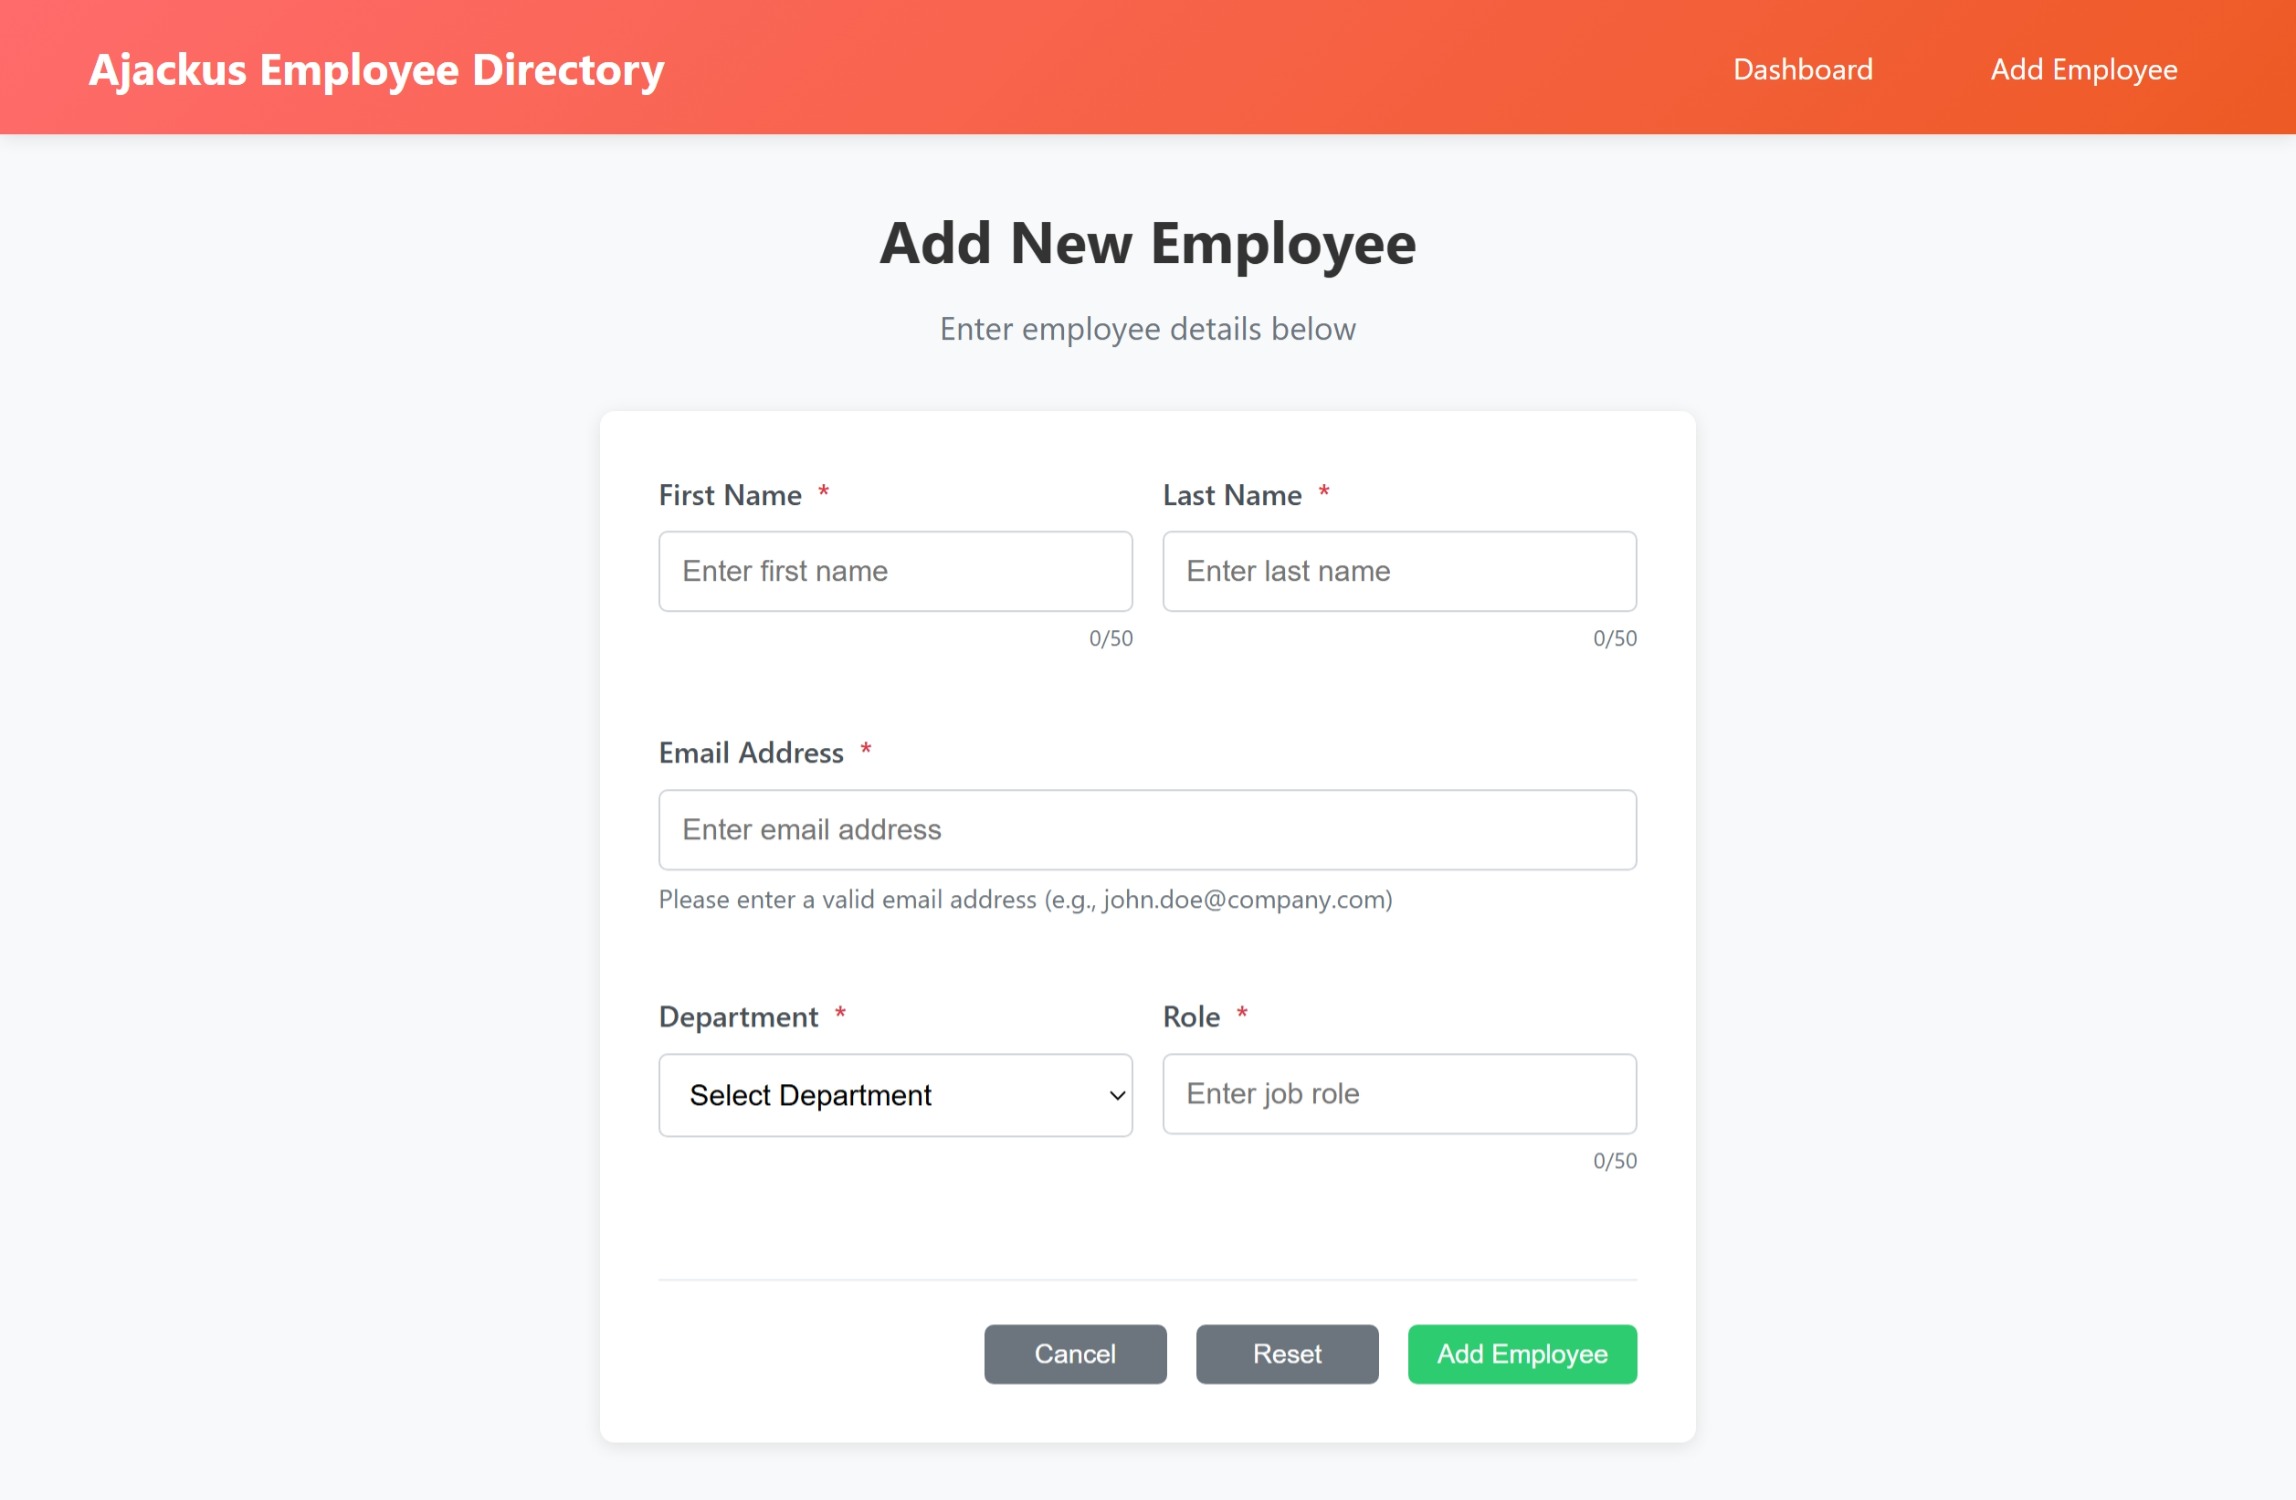 Ajackus Employee Directory
Dashboard
Add Employee
Add New Employee
Enter employee details below
First Name *
Last Name *
Enter first name
Enter last name
0/50
0/50
Email Address *
Enter email address
Please enter a valid email address (e.g., john.doe@company.com)
Department *
Role *
Select Department
Enter job role
0/50
Cancel
Reset
Add Employee